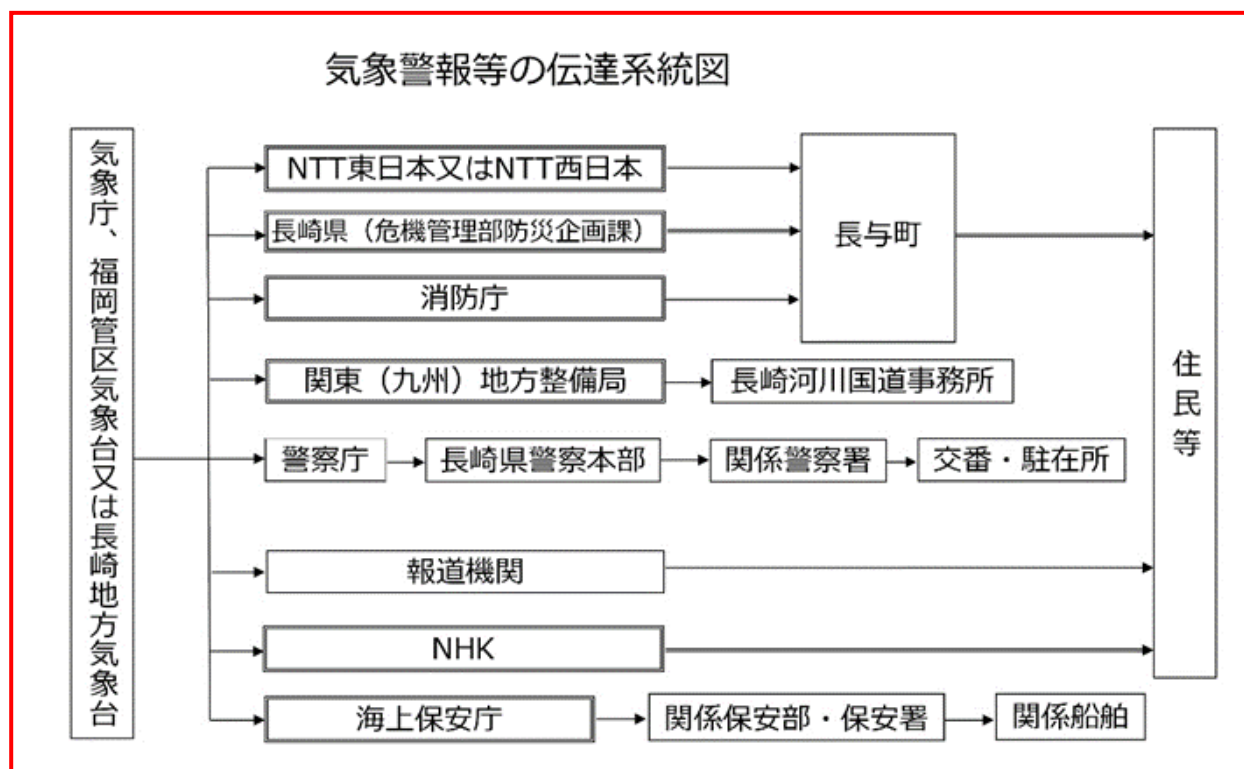 気象警報等の伝達系統図
気象庁、福岡管区気象台又は長崎地方気象台
NTT東日本又はNTT西日本
長崎県（危機管理部防災企画課）
消防庁
長与町
関東（九州）地方整備局
長崎河川国道事務所
警察庁
長崎県警察本部
関係警察署
交番・駐在所
報道機関
NHK
海上保安庁
関係保安部・保安署
関係船舶
住民等